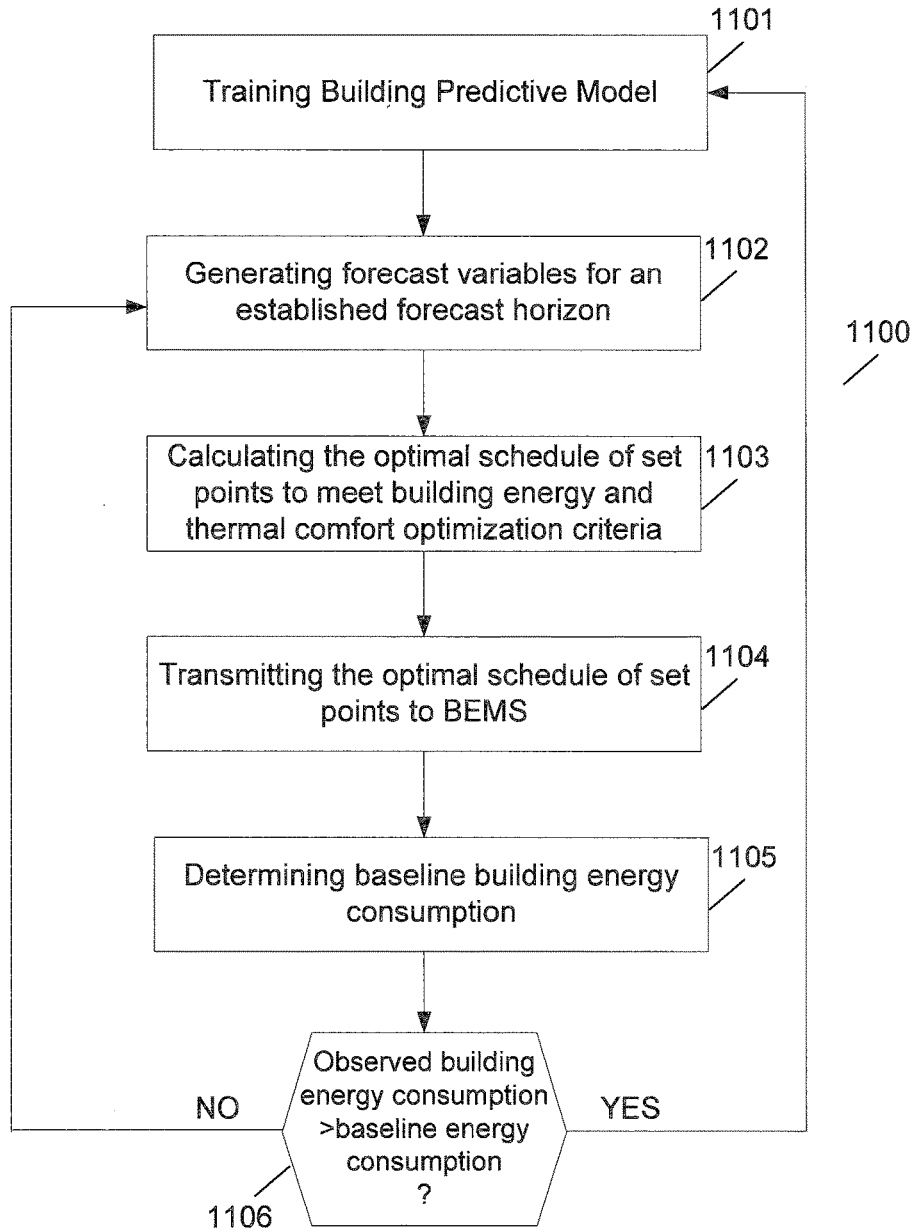 1101
Training Building Predictive Model
1102
Generating forecast variables for an
established forecast horizon
1100
Calculating the optimal schedule of set
points to meet building energy and
thermal comfort optimization criteria
1103
Transmitting the optimal schedule of set
points to BEMS
1104
Determining baseline building energy
consumption
1105
Observed building
energy consumption
>baseline energy
consumption
?
NO
YES
1106